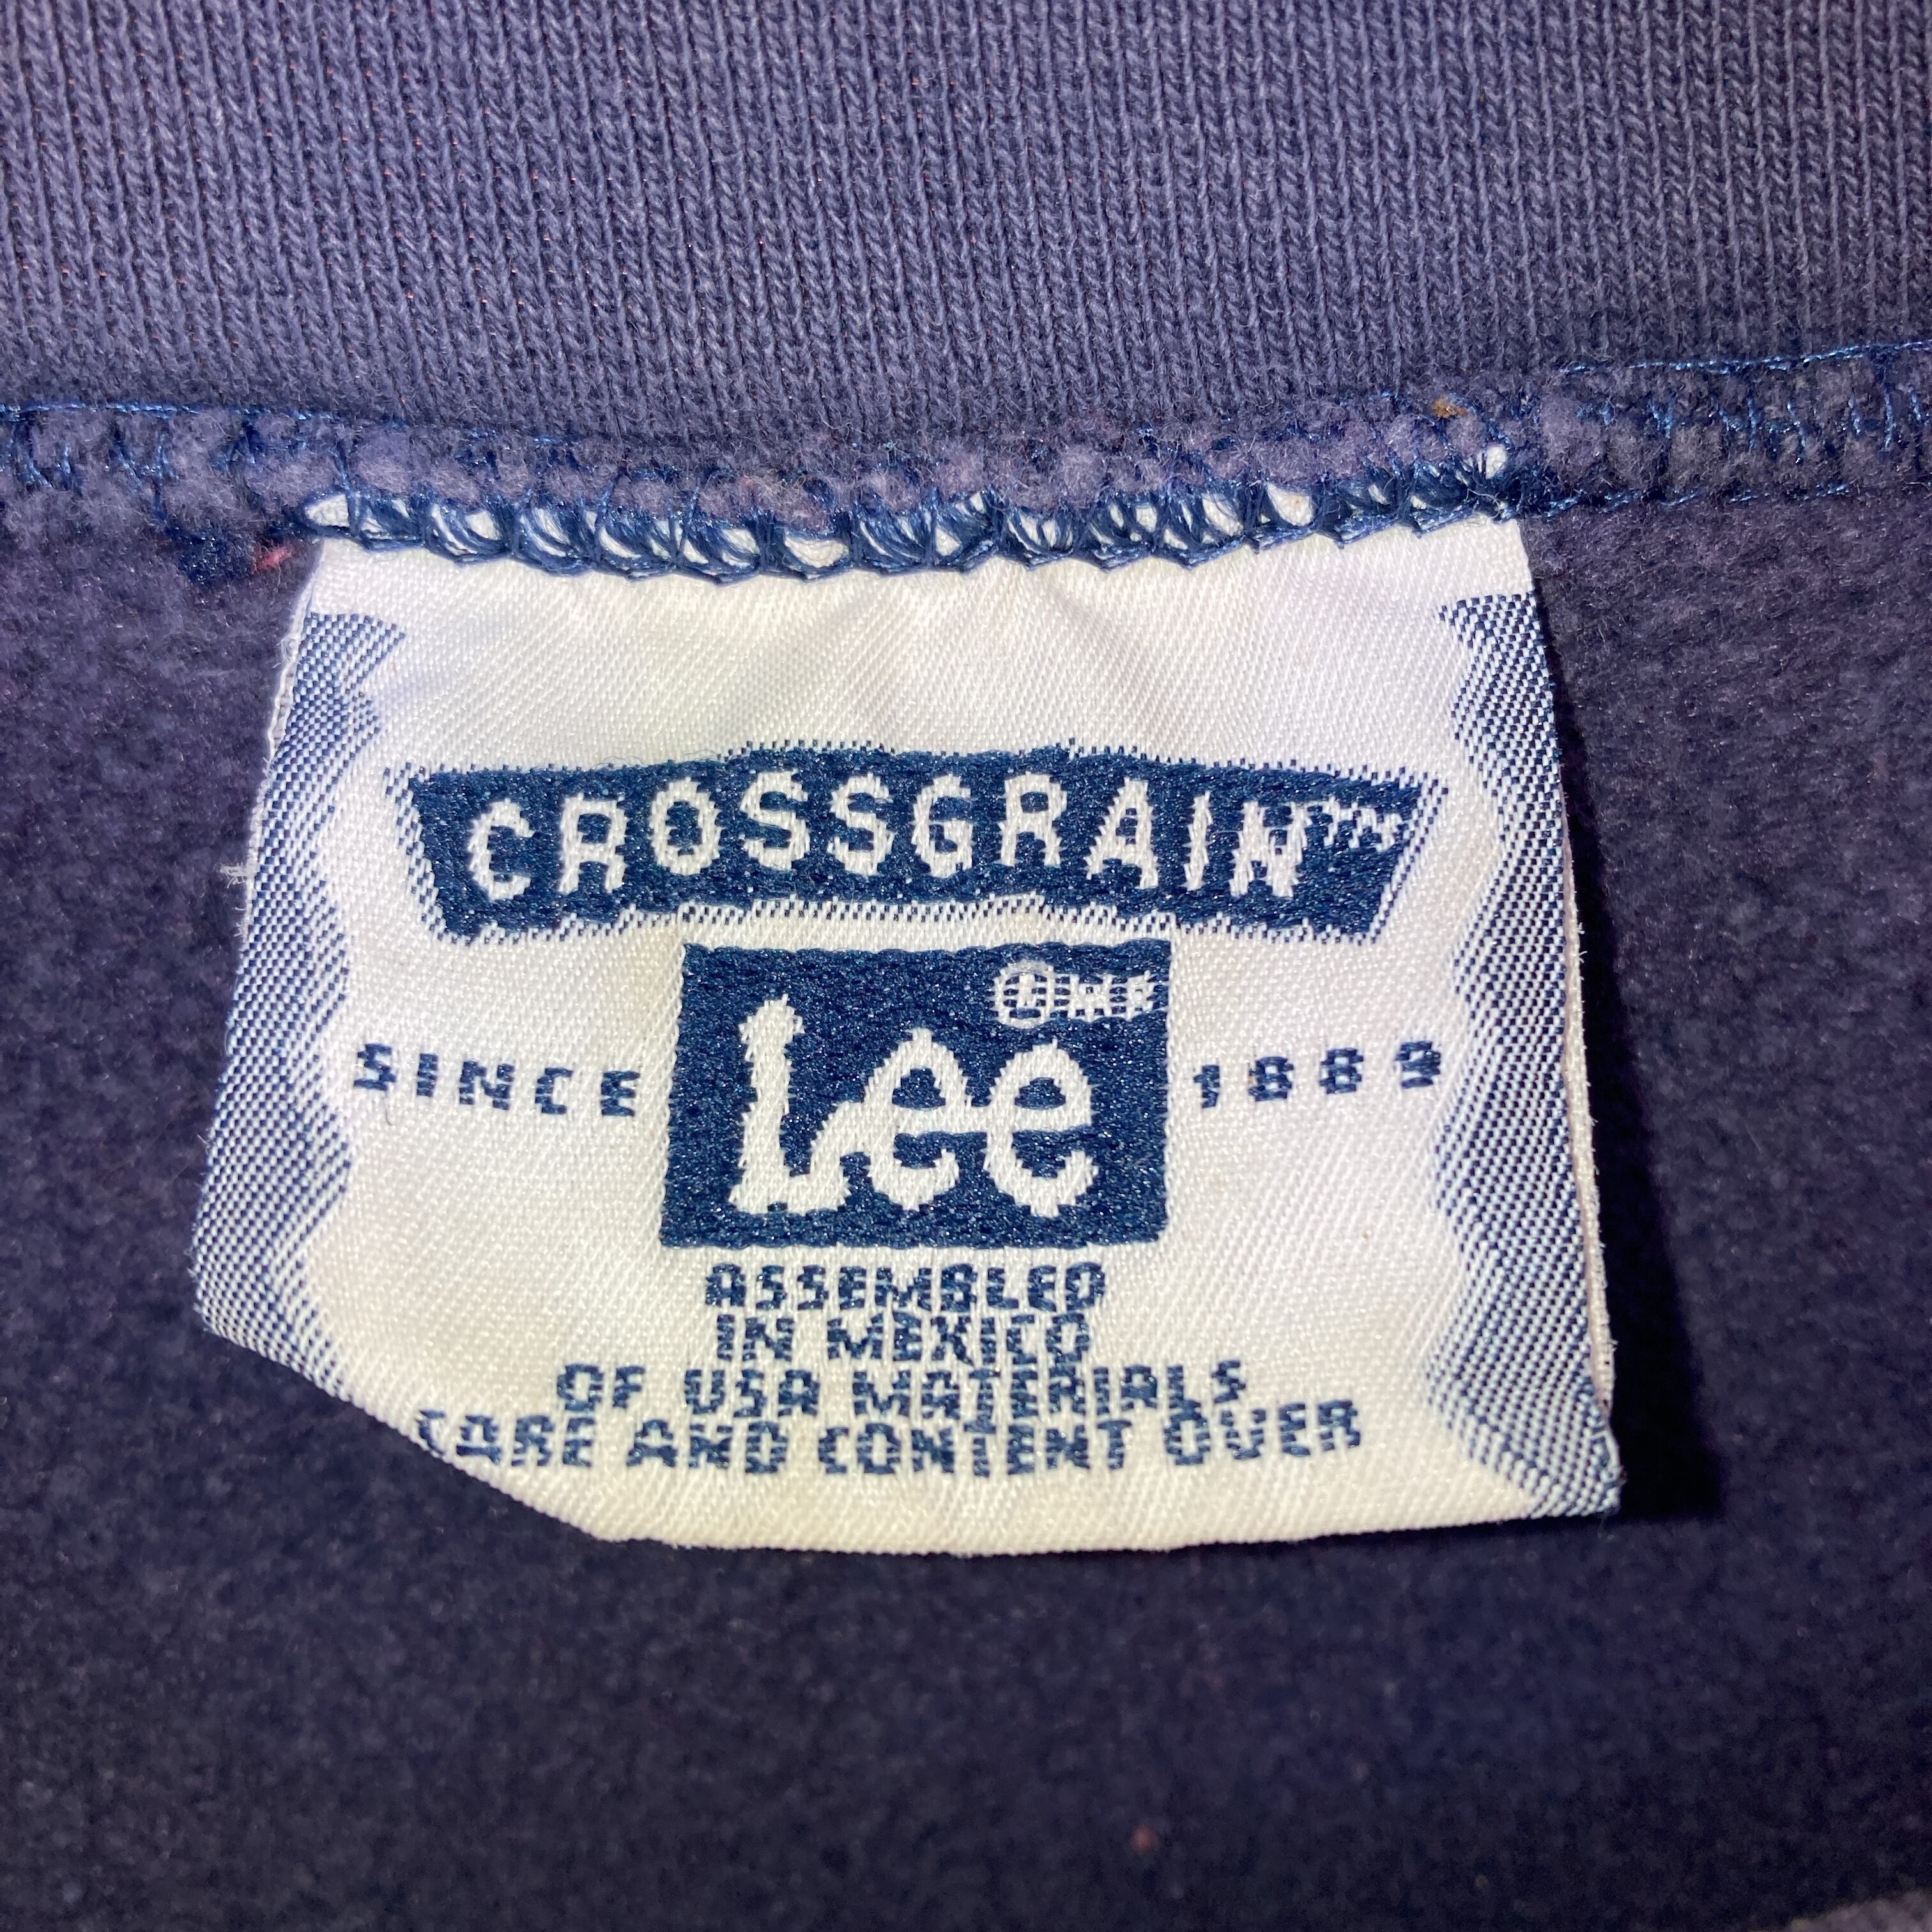 CROSSGRAIN™
SINCE Lee 1889
ASSEMBLED
IN MEXICO
OF USA MATERIALS
CARE AND CONTENT OVER